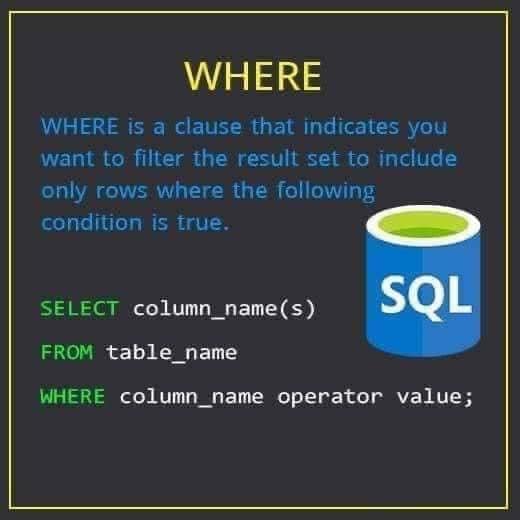 WHERE
WHERE is a clause that indicates you
want to filter the result set to include
only rows where the following
condition is true.
SQL
SELECT column_name(s)
FROM table_name
WHERE column_name operator value;